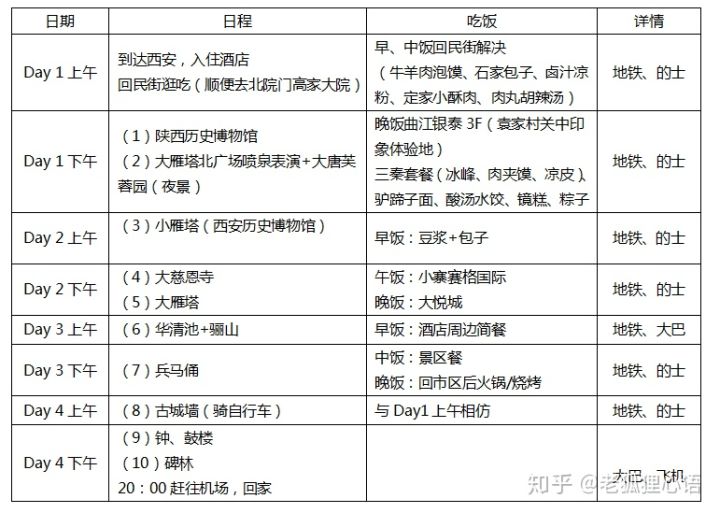 日期 日程 吃饭 详情
Day 1 上午
到达西安，入住酒店
回民街逛吃（顺便去北院门高家大院）
早、中饭回民街解决
（牛羊肉泡馍、石家包子、卤汁凉
粉、定家小酥肉、肉丸胡辣汤）
地铁、的士
Day 1 下午
（1）陕西历史博物馆
（2）大雁塔北广场喷泉表演+大唐芙
蓉园（夜景）
晚饭曲江银泰 3F（袁家村关中印
象体验地）
三秦套餐（冰峰、肉夹馍、凉皮）、
驴蹄子面、酸汤水饺、镜糕、粽子
地铁、的士
Day 2 上午
（3）小雁塔（西安历史博物馆）
早饭：豆浆+包子
地铁、的士
Day 2 下午
（4）大慈恩寺
（5）大雁塔
午饭：小寨赛格国际
晚饭：大悦城
地铁、的士
Day 3 上午
（6）华清池+骊山
早饭：酒店周边简餐
地铁、大巴
Day 3 下午
（7）兵马俑
中饭：景区餐
晚饭：回市区后火锅/烧烤
地铁、的士
Day 4 上午
（8）古城墙（骑自行车）
与 Day1 上午相仿
地铁、的士
Day 4 下午
（9）钟、鼓楼
（10）碑林
20：00 赶往机场，回家
大巴、飞机
知乎 @老狐狸心语